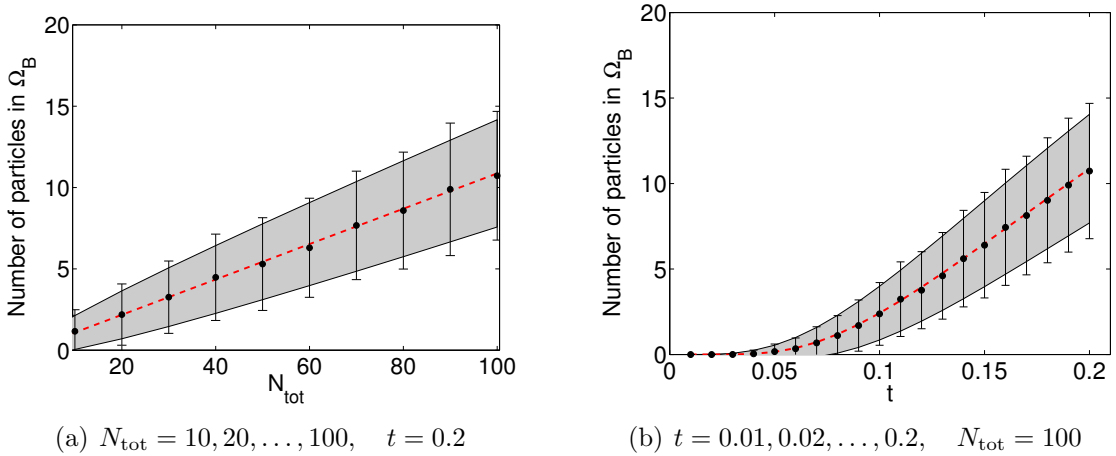 20
15
10
5
0
Number of particles in Ω_B
20 40 60 80 100
N_tot
(a) N_tot = 10, 20, . . . , 100, t = 0.2
20
15
10
5
0
Number of particles in Ω_B
0 0.05 0.1 0.15 0.2
t
(b) t = 0.01, 0.02, . . . , 0.2, N_tot = 100